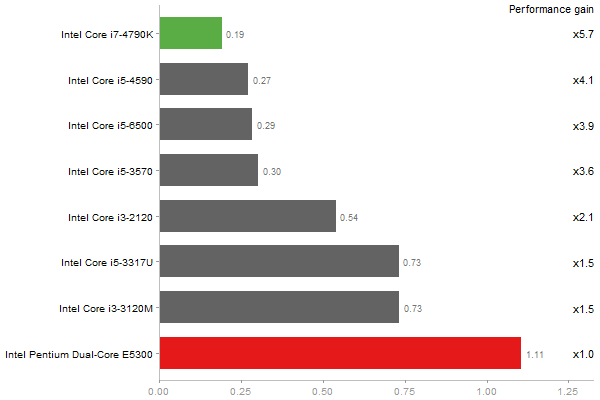 Performance gain
Intel Core i7-4790K 0.19 x5.7
Intel Core i5-4590 0.27 x4.1
Intel Core i5-6500 0.29 x3.9
Intel Core i5-3570 0.30 x3.6
Intel Core i3-2120 0.54 x2.1
Intel Core i5-3317U 0.73 x1.5
Intel Core i3-3120M 0.73 x1.5
Intel Pentium Dual-Core E5300 1.11 x1.0
0.00 0.25 0.50 0.75 1.00 1.25